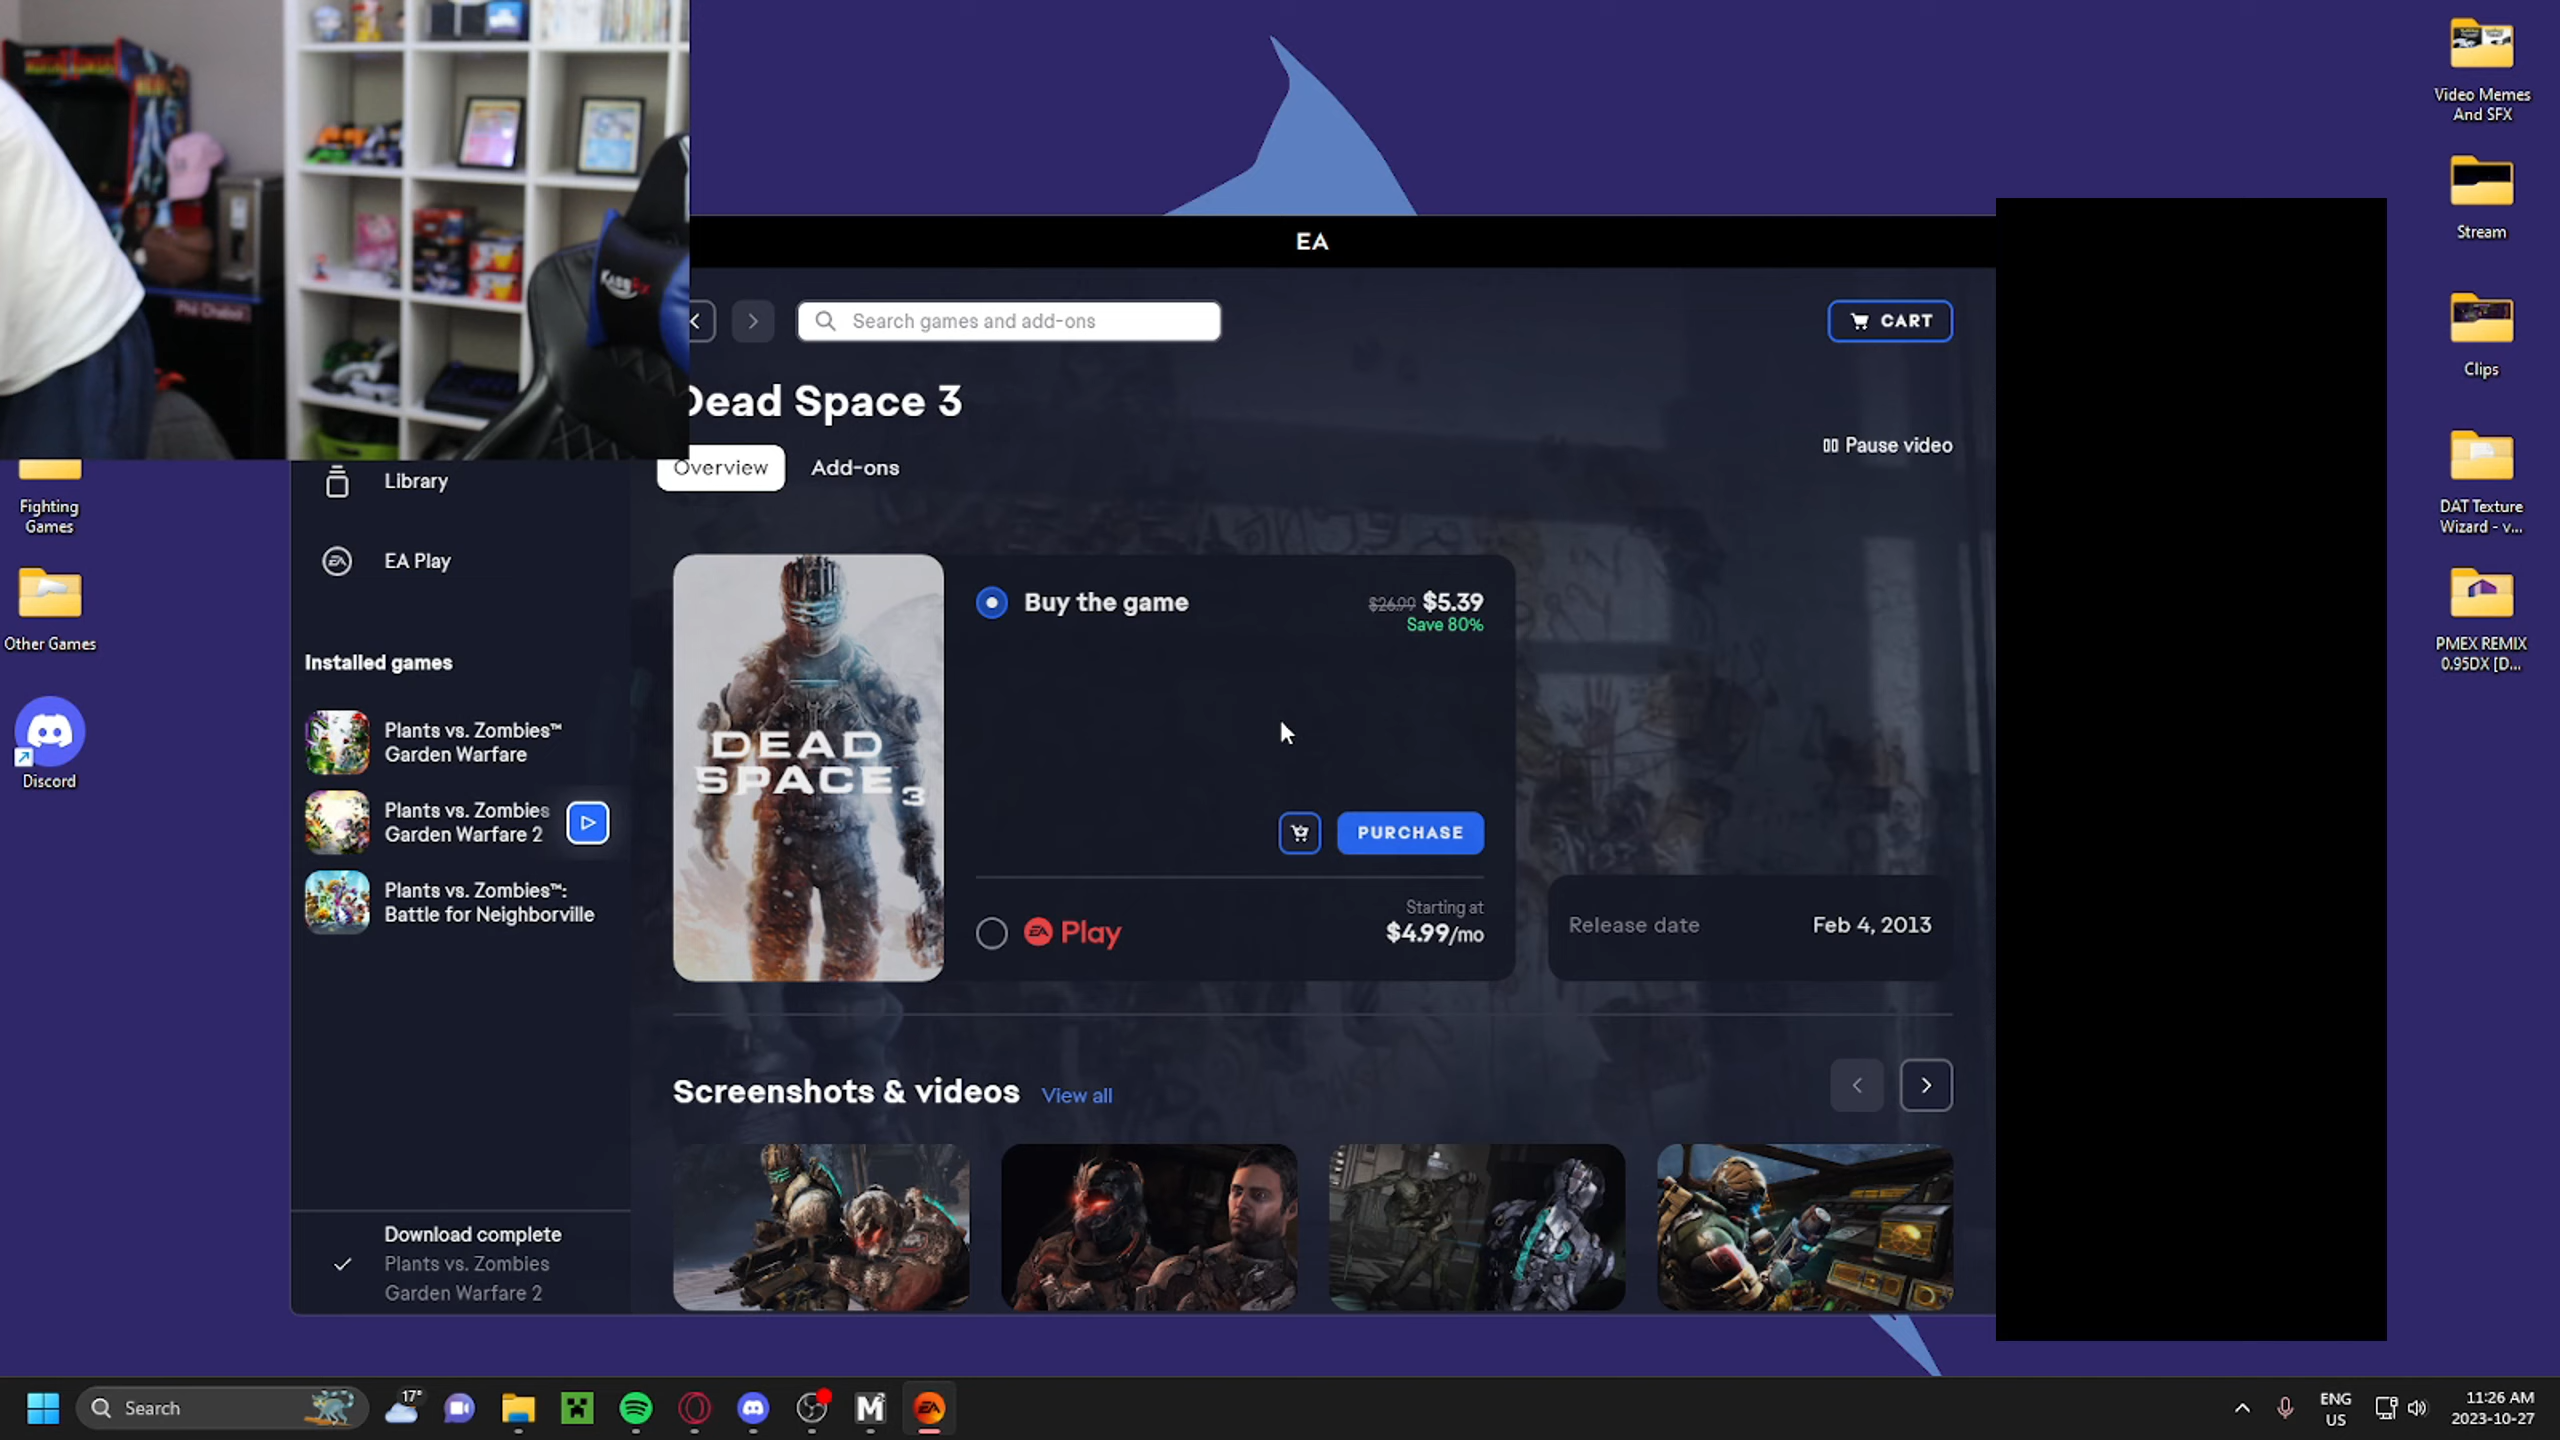 Video Memes
And SFX
Stream
Clips
DAT Texture
Wizard - v...
PMEX REMIX
0.95DX [D...
Fighting
Games
Other Games
Discord
EA
Search games and add-ons
CART
Dead Space 3
Pause video
Overview
Add-ons
Library
EA Play
Installed games
Plants vs. Zombies™
Garden Warfare
Plants vs. Zombies
Garden Warfare 2
Plants vs. Zombies™:
Battle for Neighborville
DEAD
SPACE 3
Buy the game
$26.99 $5.39
Save 80%
PURCHASE
EA Play
Starting at
$4.99/mo
Release date
Feb 4, 2013
Screenshots & videos
View all
Download complete
Plants vs. Zombies
Garden Warfare 2
Search
17°
EA
ENG
US
11:26 AM
2023-10-27